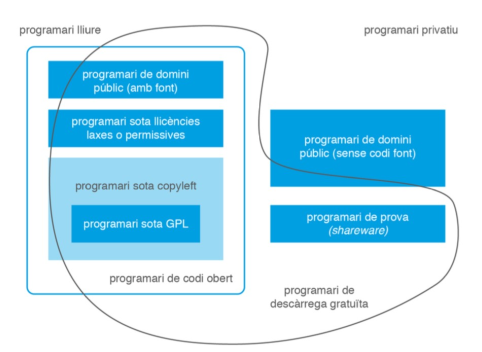 programari lliure
programari privatiu
programari de domini
públic (amb font)
programari sota llicències
laxes o permissives
programari sota copyleft
programari sota GPL
programari de codi obert
programari de domini
públic (sense codi font)
programari de prova
(shareware)
programari de
descàrrega gratuïta